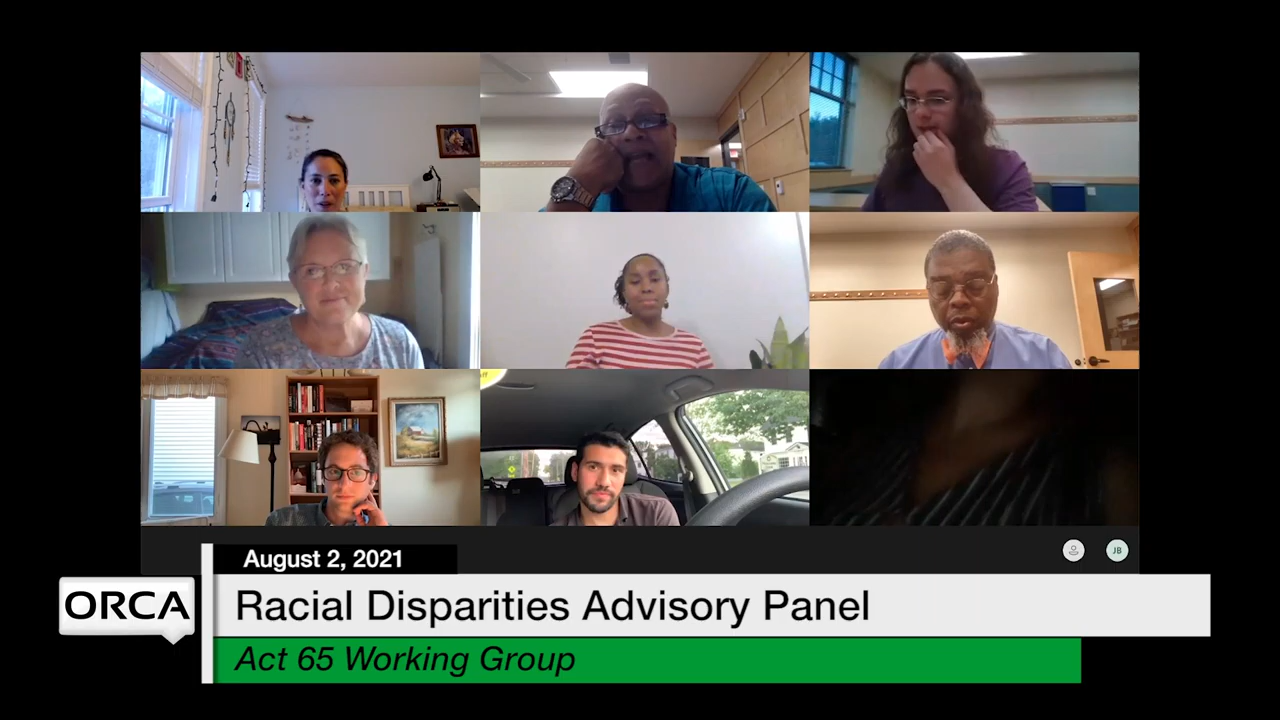 JB
August 2, 2021
ORCA
Racial Disparities Advisory Panel
Act 65 Working Group